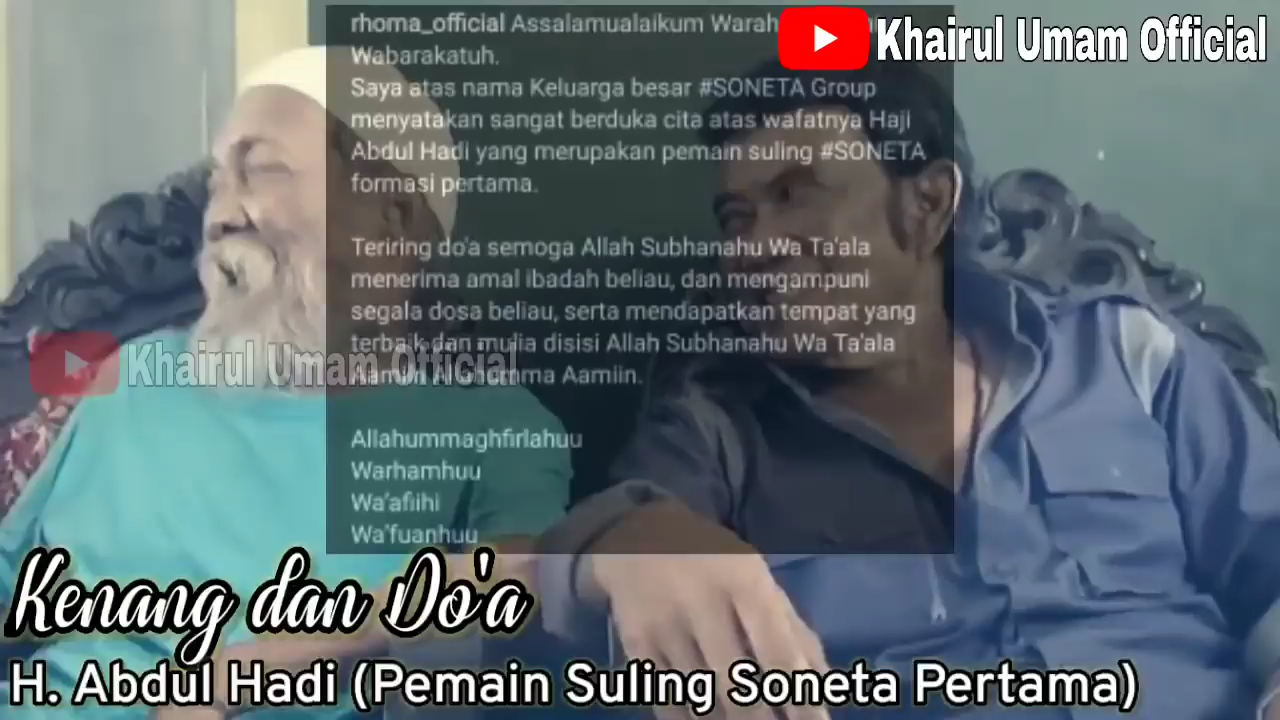 rhoma_official Assalamualaikum
Khairul Umam Official
Wabarakatuh.
Saya atas nama Keluarga besar #SONETA Group
menyatakan sangat berduka cita atas wafatnya Haji
Abdul Hadi yang merupakan pemain suling #SONETA
formasi pertama.
Teriring do'a semoga Allah Subhanahu Wa Ta'ala
menerima amal ibadah beliau, dan mengampuni
segala dosa beliau, serta mendapatkan tempat yang
terbaik dan mulia disisi Allah Subhanahu Wa Ta'ala
Khairul Umam Official
Aamiin.
Allahummaghfirlahuu
Warhamhuu
Wa'afiihi
Wa'fuanhuu
Kenang dan Do'a
H. Abdul Hadi (Pemain Suling Soneta Pertama)